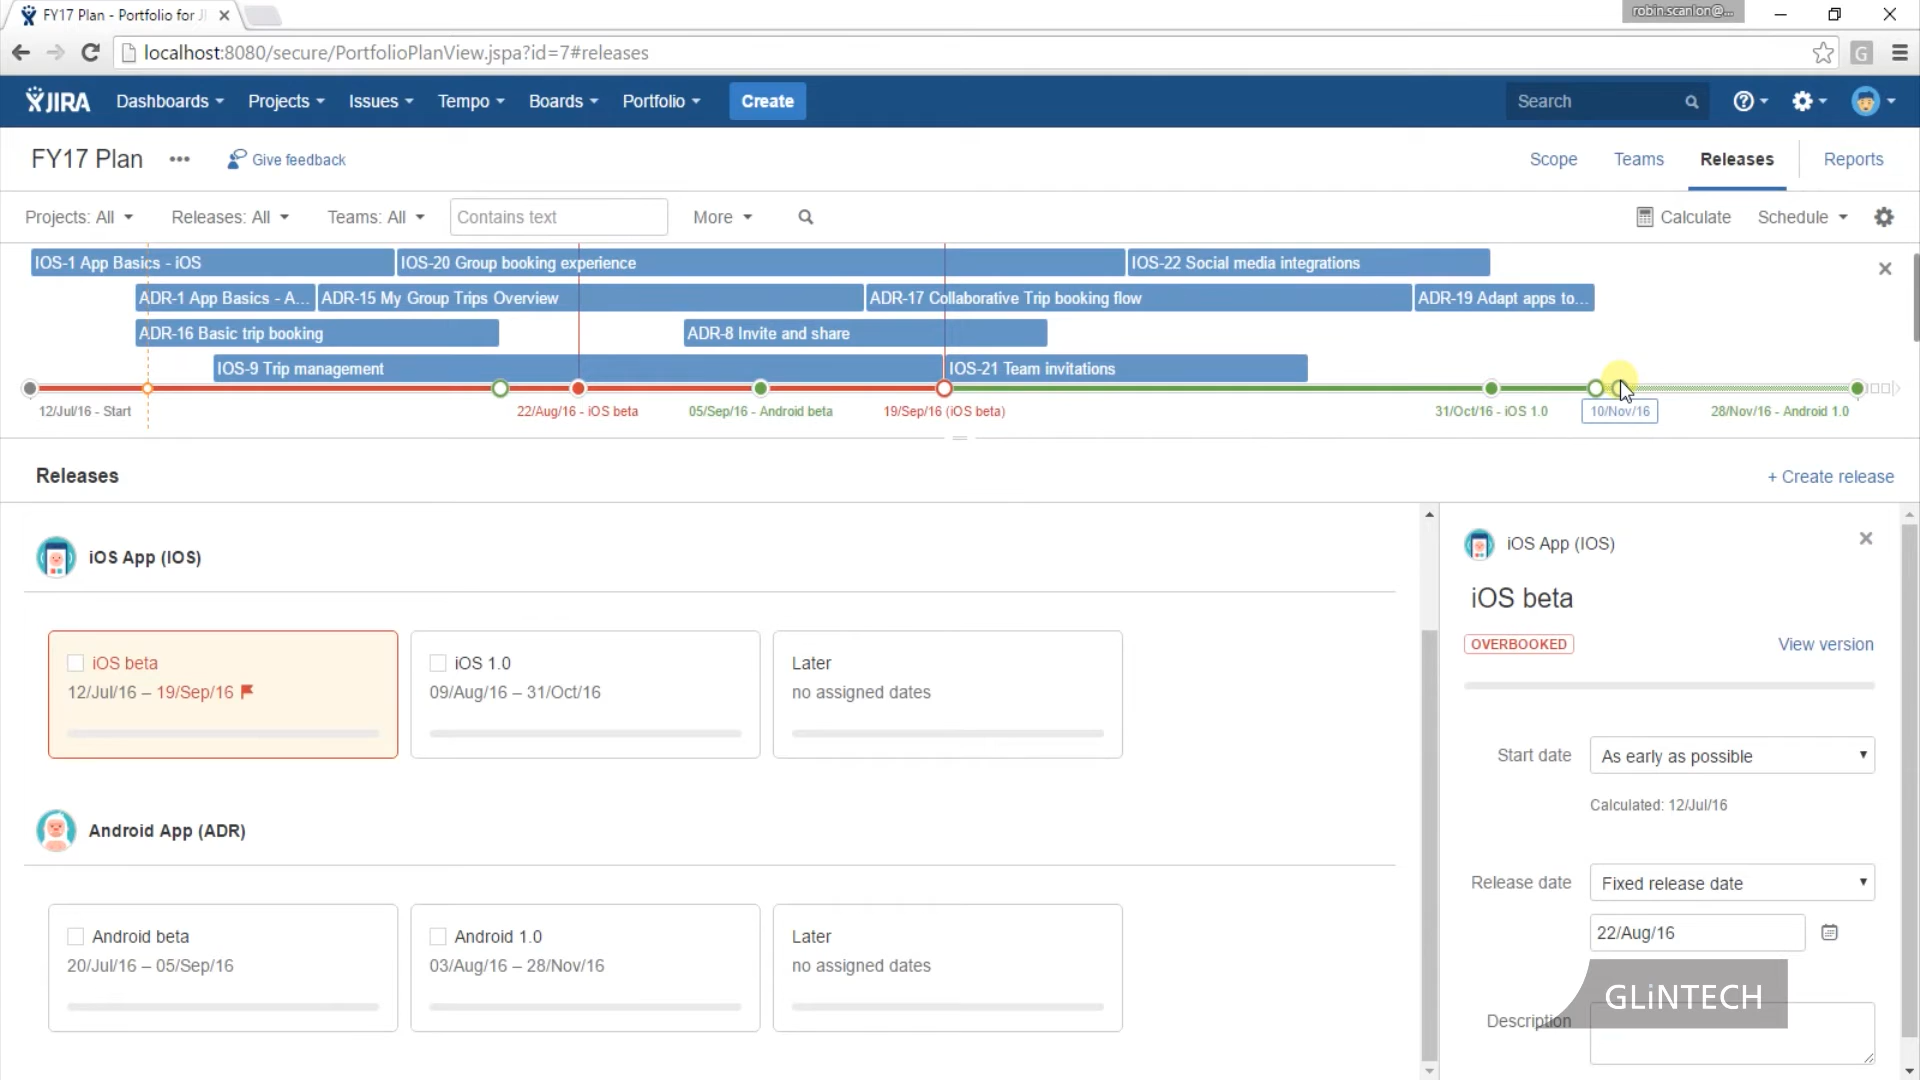 FY17 Plan - Portfolio for JI
robin.scanlon@...
localhost:8080/secure/PortfolioPlanView.jspa?id=7#releases
G
JIRA Dashboards Projects Issues Tempo Boards Portfolio Create Search
FY17 Plan ••• Give feedback Scope Teams Releases Reports
Projects: All Releases: All Teams: All Contains text More Calculate Schedule
IOS-1 App Basics - iOS IOS-20 Group booking experience IOS-22 Social media integrations
ADR-1 App Basics - A... ADR-15 My Group Trips Overview ADR-17 Collaborative Trip booking flow ADR-19 Adapt apps to...
ADR-16 Basic trip booking ADR-8 Invite and share
IOS-9 Trip management IOS-21 Team invitations
12/Jul/16 - Start 22/Aug/16 - iOS beta 05/Sep/16 - Android beta 19/Sep/16 (iOS beta) 31/Oct/16 - iOS 1.0 10/Nov/16 28/Nov/16 - Android 1.0
Releases + Create release
iOS App (IOS)
iOS beta
12/Jul/16 – 19/Sep/16
iOS 1.0
09/Aug/16 – 31/Oct/16
Later
no assigned dates
Android App (ADR)
Android beta
20/Jul/16 – 05/Sep/16
Android 1.0
03/Aug/16 – 28/Nov/16
Later
no assigned dates
iOS App (IOS)
iOS beta
OVERBOOKED View version
Start date As early as possible
Calculated: 12/Jul/16
Release date Fixed release date
22/Aug/16
GLiNTECH
Description